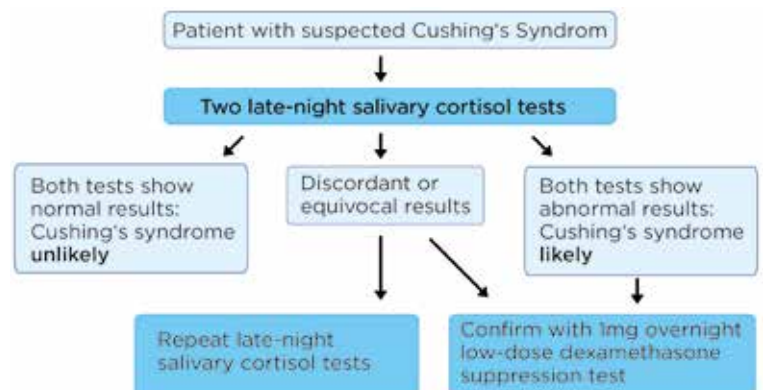 Patient with suspected Cushing's Syndrom
Two late-night salivary cortisol tests
Both tests show
normal results:
Cushing's syndrome
unlikely
Discordant or
equivocal results
Both tests show
abnormal results:
Cushing's syndrome
likely
Repeat late-night
salivary cortisol tests
Confirm with 1mg overnight
low-dose dexamethasone
suppression test